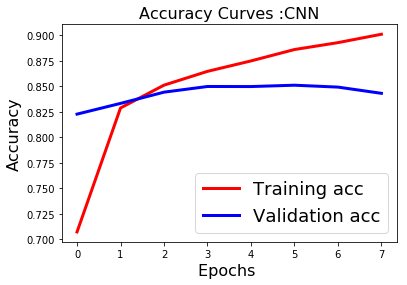 Accuracy Curves :CNN
Accuracy
0.900
0.875
0.850
0.825
0.800
0.775
0.750
0.725
0.700
Training acc
Validation acc
0 1 2 3 4 5 6 7
Epochs